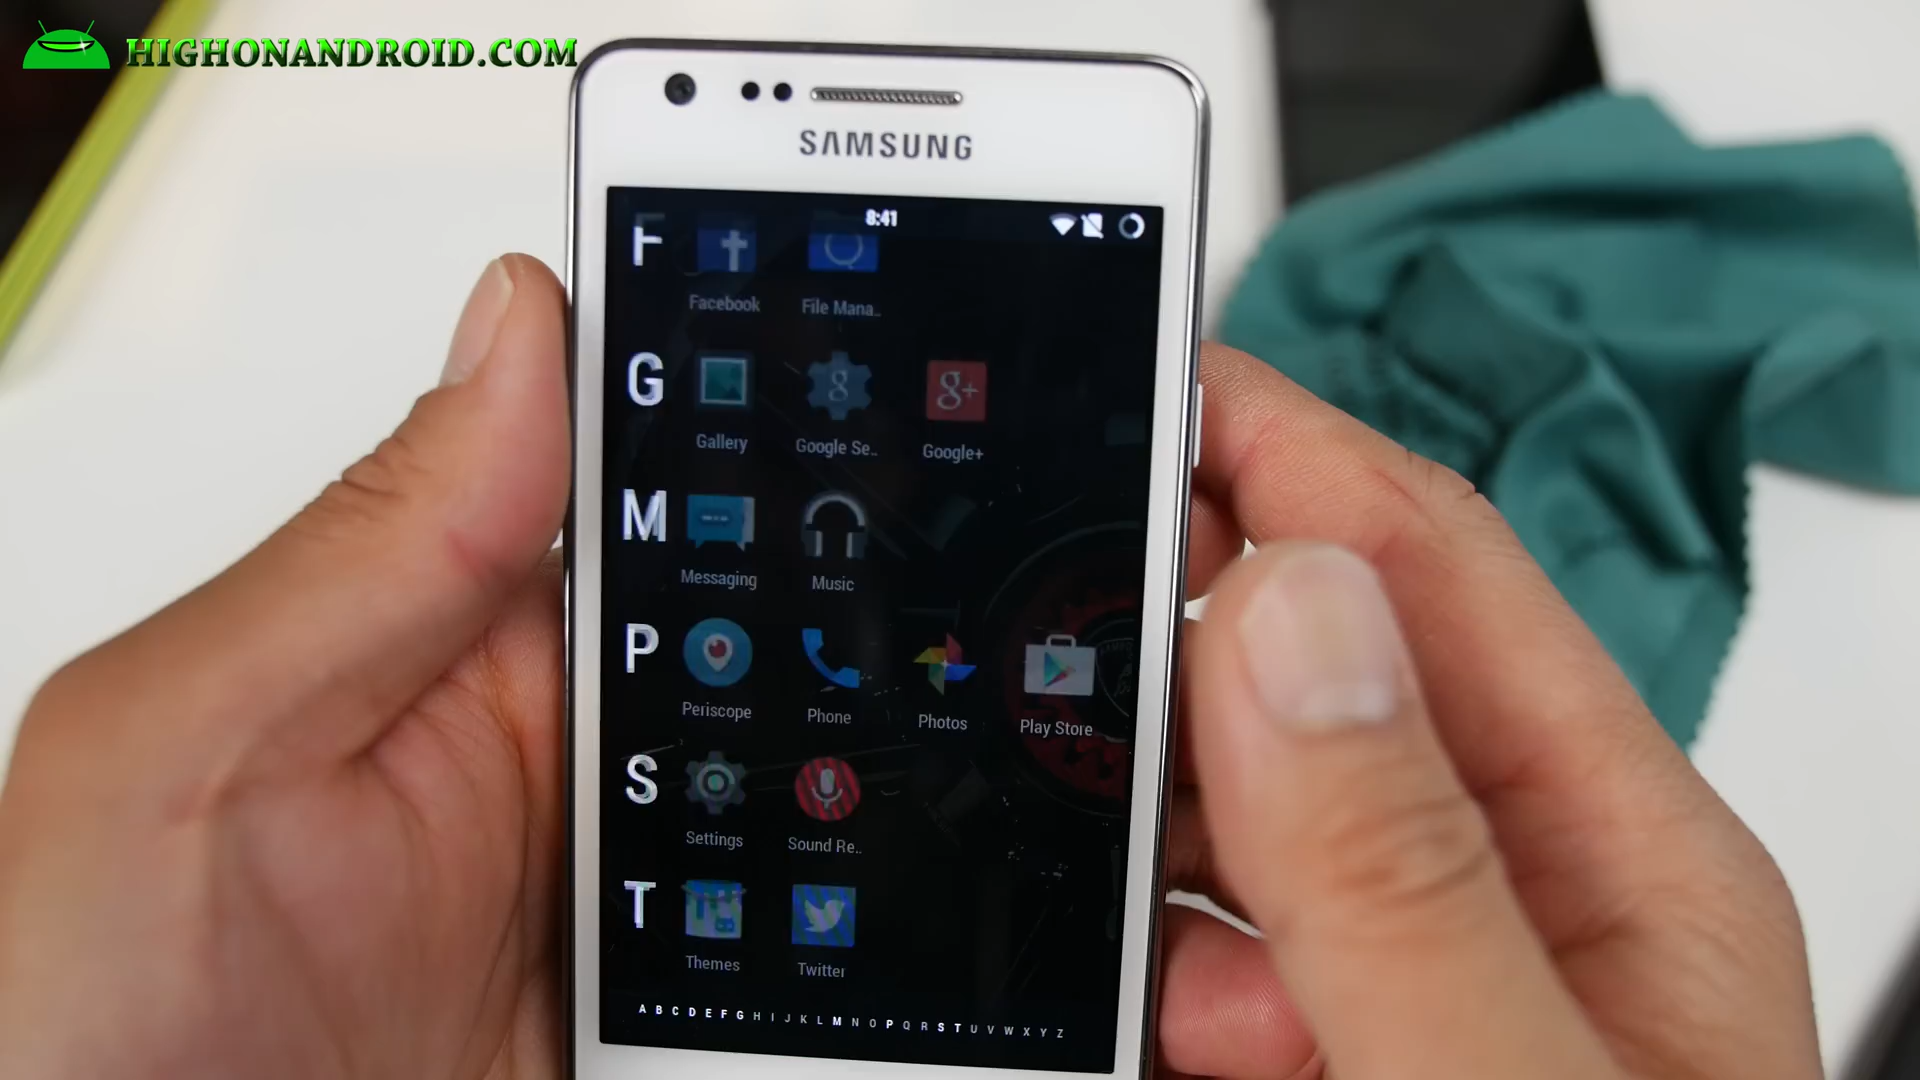 HIGHONANDROID.COM
SAMSUNG
8:41
F
Facebook
File Mana..
G
Gallery
Google Se..
g+
Google+
M
Messaging
Music
P
Periscope
Phone
Photos
Play Store
S
Settings
Sound Re..
T
Themes
Twitter
A B C D E F G H I J K L M N O P Q R S T U V W X Y Z